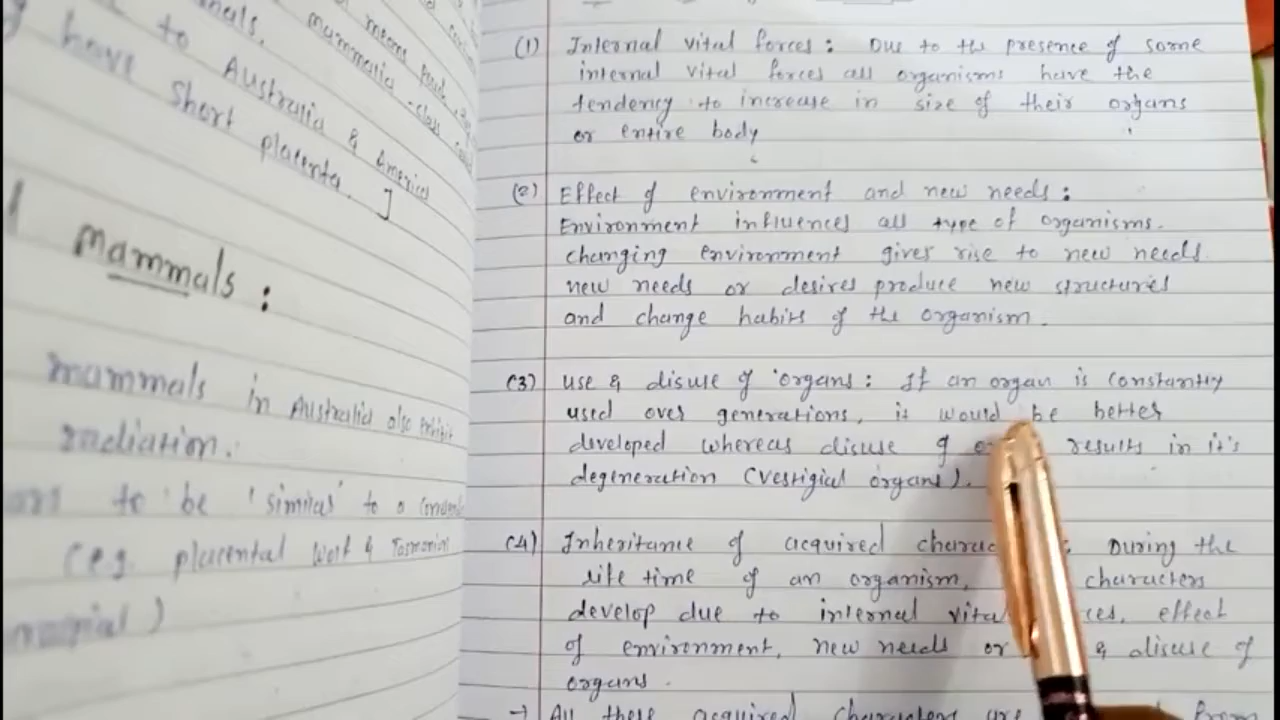 mammalia - class
to Australia & America
have short placenta. ]
mammals :
mammals in Australia also exhibit
radiation.
to be 'similar' to a
(e.g. placental wolf & Tasmanian
(1) Internal vital forces : Due to the presence of some
internal vital forces all organisms have the
tendency to increase in size of their organs
or entire body
(2) Effect of environment and new needs :
Environment influences all type of organisms.
changing environment gives rise to new needs.
new needs or desires produce new structures
and change habits of the organism.
(3) use & disuse of organs : If an organ is constantly
used over generations, it would be better
developed whereas disuse of results in it's
degeneration (vestigial organs).
(4) Inheritance of acquired : During the
life time of an organism, characters
develop due to internal vital effect
of environment, new needs or & disuse of
organs.
→ All these acquired characters are from